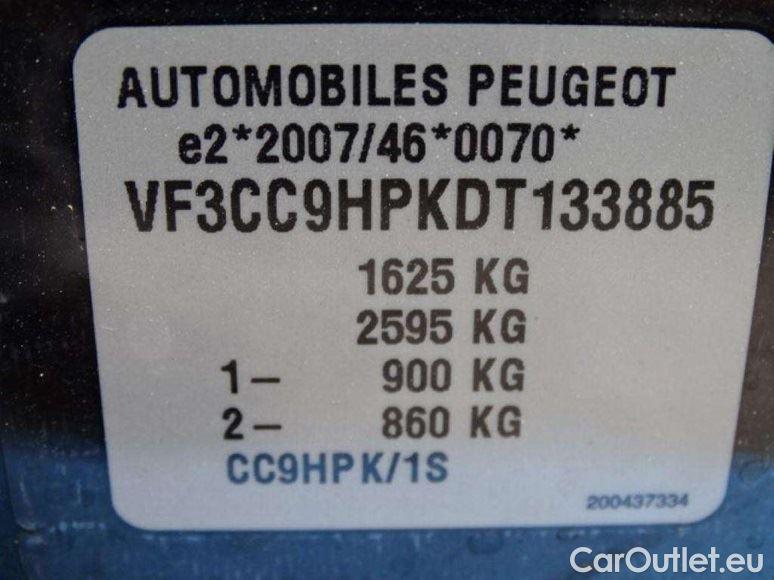 AUTOMOBILES PEUGEOT
e2*2007/46*0070*
VF3CC9HPKDT133885
1625 KG
2595 KG
1– 900 KG
2– 860 KG
CC9HPK/1S
200437334
CarOutlet.eu